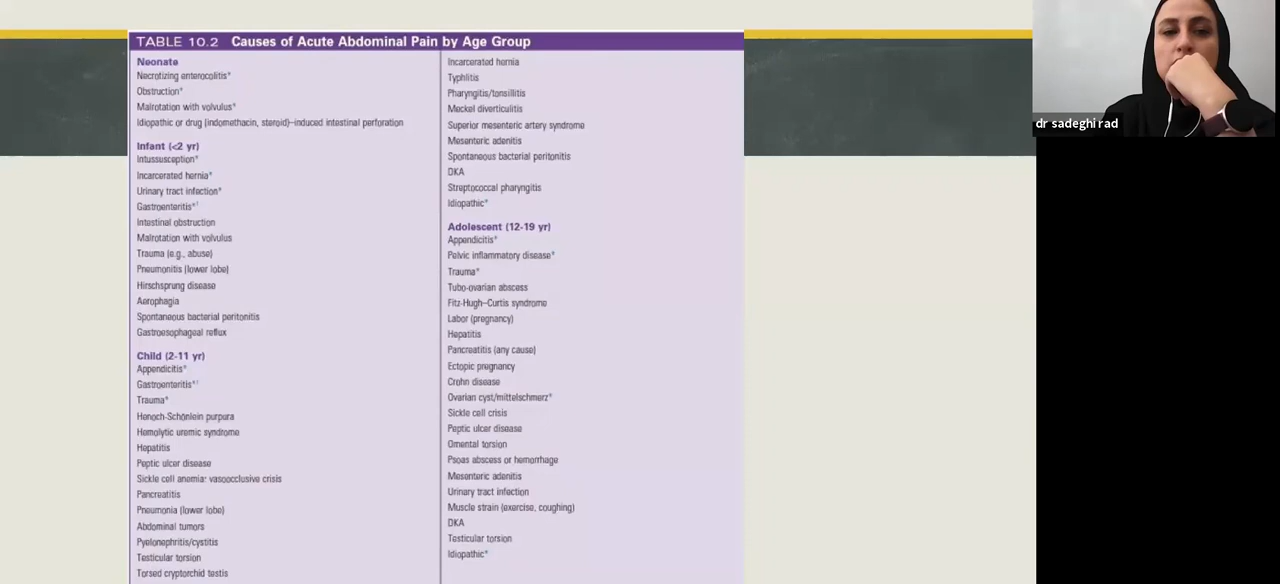 TABLE 10.2 Causes of Acute Abdominal Pain by Age Group
Neonate
Necrotizing enterocolitis*
Obstruction*
Malrotation with volvulus*
Idiopathic or drug (indomethacin, steroid)–induced intestinal perforation
Infant (<2 yr)
Intussusception*
Incarcerated hernia*
Urinary tract infection*
Gastroenteritis*†
Intestinal obstruction
Malrotation with volvulus
Trauma (e.g., abuse)
Pneumonitis (lower lobe)
Hirschsprung disease
Aerophagia
Spontaneous bacterial peritonitis
Gastroesophageal reflux
Child (2-11 yr)
Appendicitis*
Gastroenteritis*†
Trauma*
Henoch-Schönlein purpura
Hemolytic uremic syndrome
Hepatitis
Peptic ulcer disease
Sickle cell anemia: vasoocclusive crisis
Pancreatitis
Pneumonia (lower lobe)
Abdominal tumors
Pyelonephritis/cystitis
Testicular torsion
Torsed cryptorchid testis
Incarcerated hernia
Typhlitis
Pharyngitis/tonsillitis
Meckel diverticulitis
Superior mesenteric artery syndrome
Mesenteric adenitis
Spontaneous bacterial peritonitis
DKA
Streptococcal pharyngitis
Idiopathic*
Adolescent (12-19 yr)
Appendicitis*
Pelvic inflammatory disease*
Trauma*
Tubo-ovarian abscess
Fitz-Hugh–Curtis syndrome
Labor (pregnancy)
Hepatitis
Pancreatitis (any cause)
Ectopic pregnancy
Crohn disease
Ovarian cyst/mittelschmerz*
Sickle cell crisis
Peptic ulcer disease
Omental torsion
Psoas abscess or hemorrhage
Mesenteric adenitis
Urinary tract infection
Muscle strain (exercise, coughing)
DKA
Testicular torsion
Idiopathic*
dr sadeghi rad